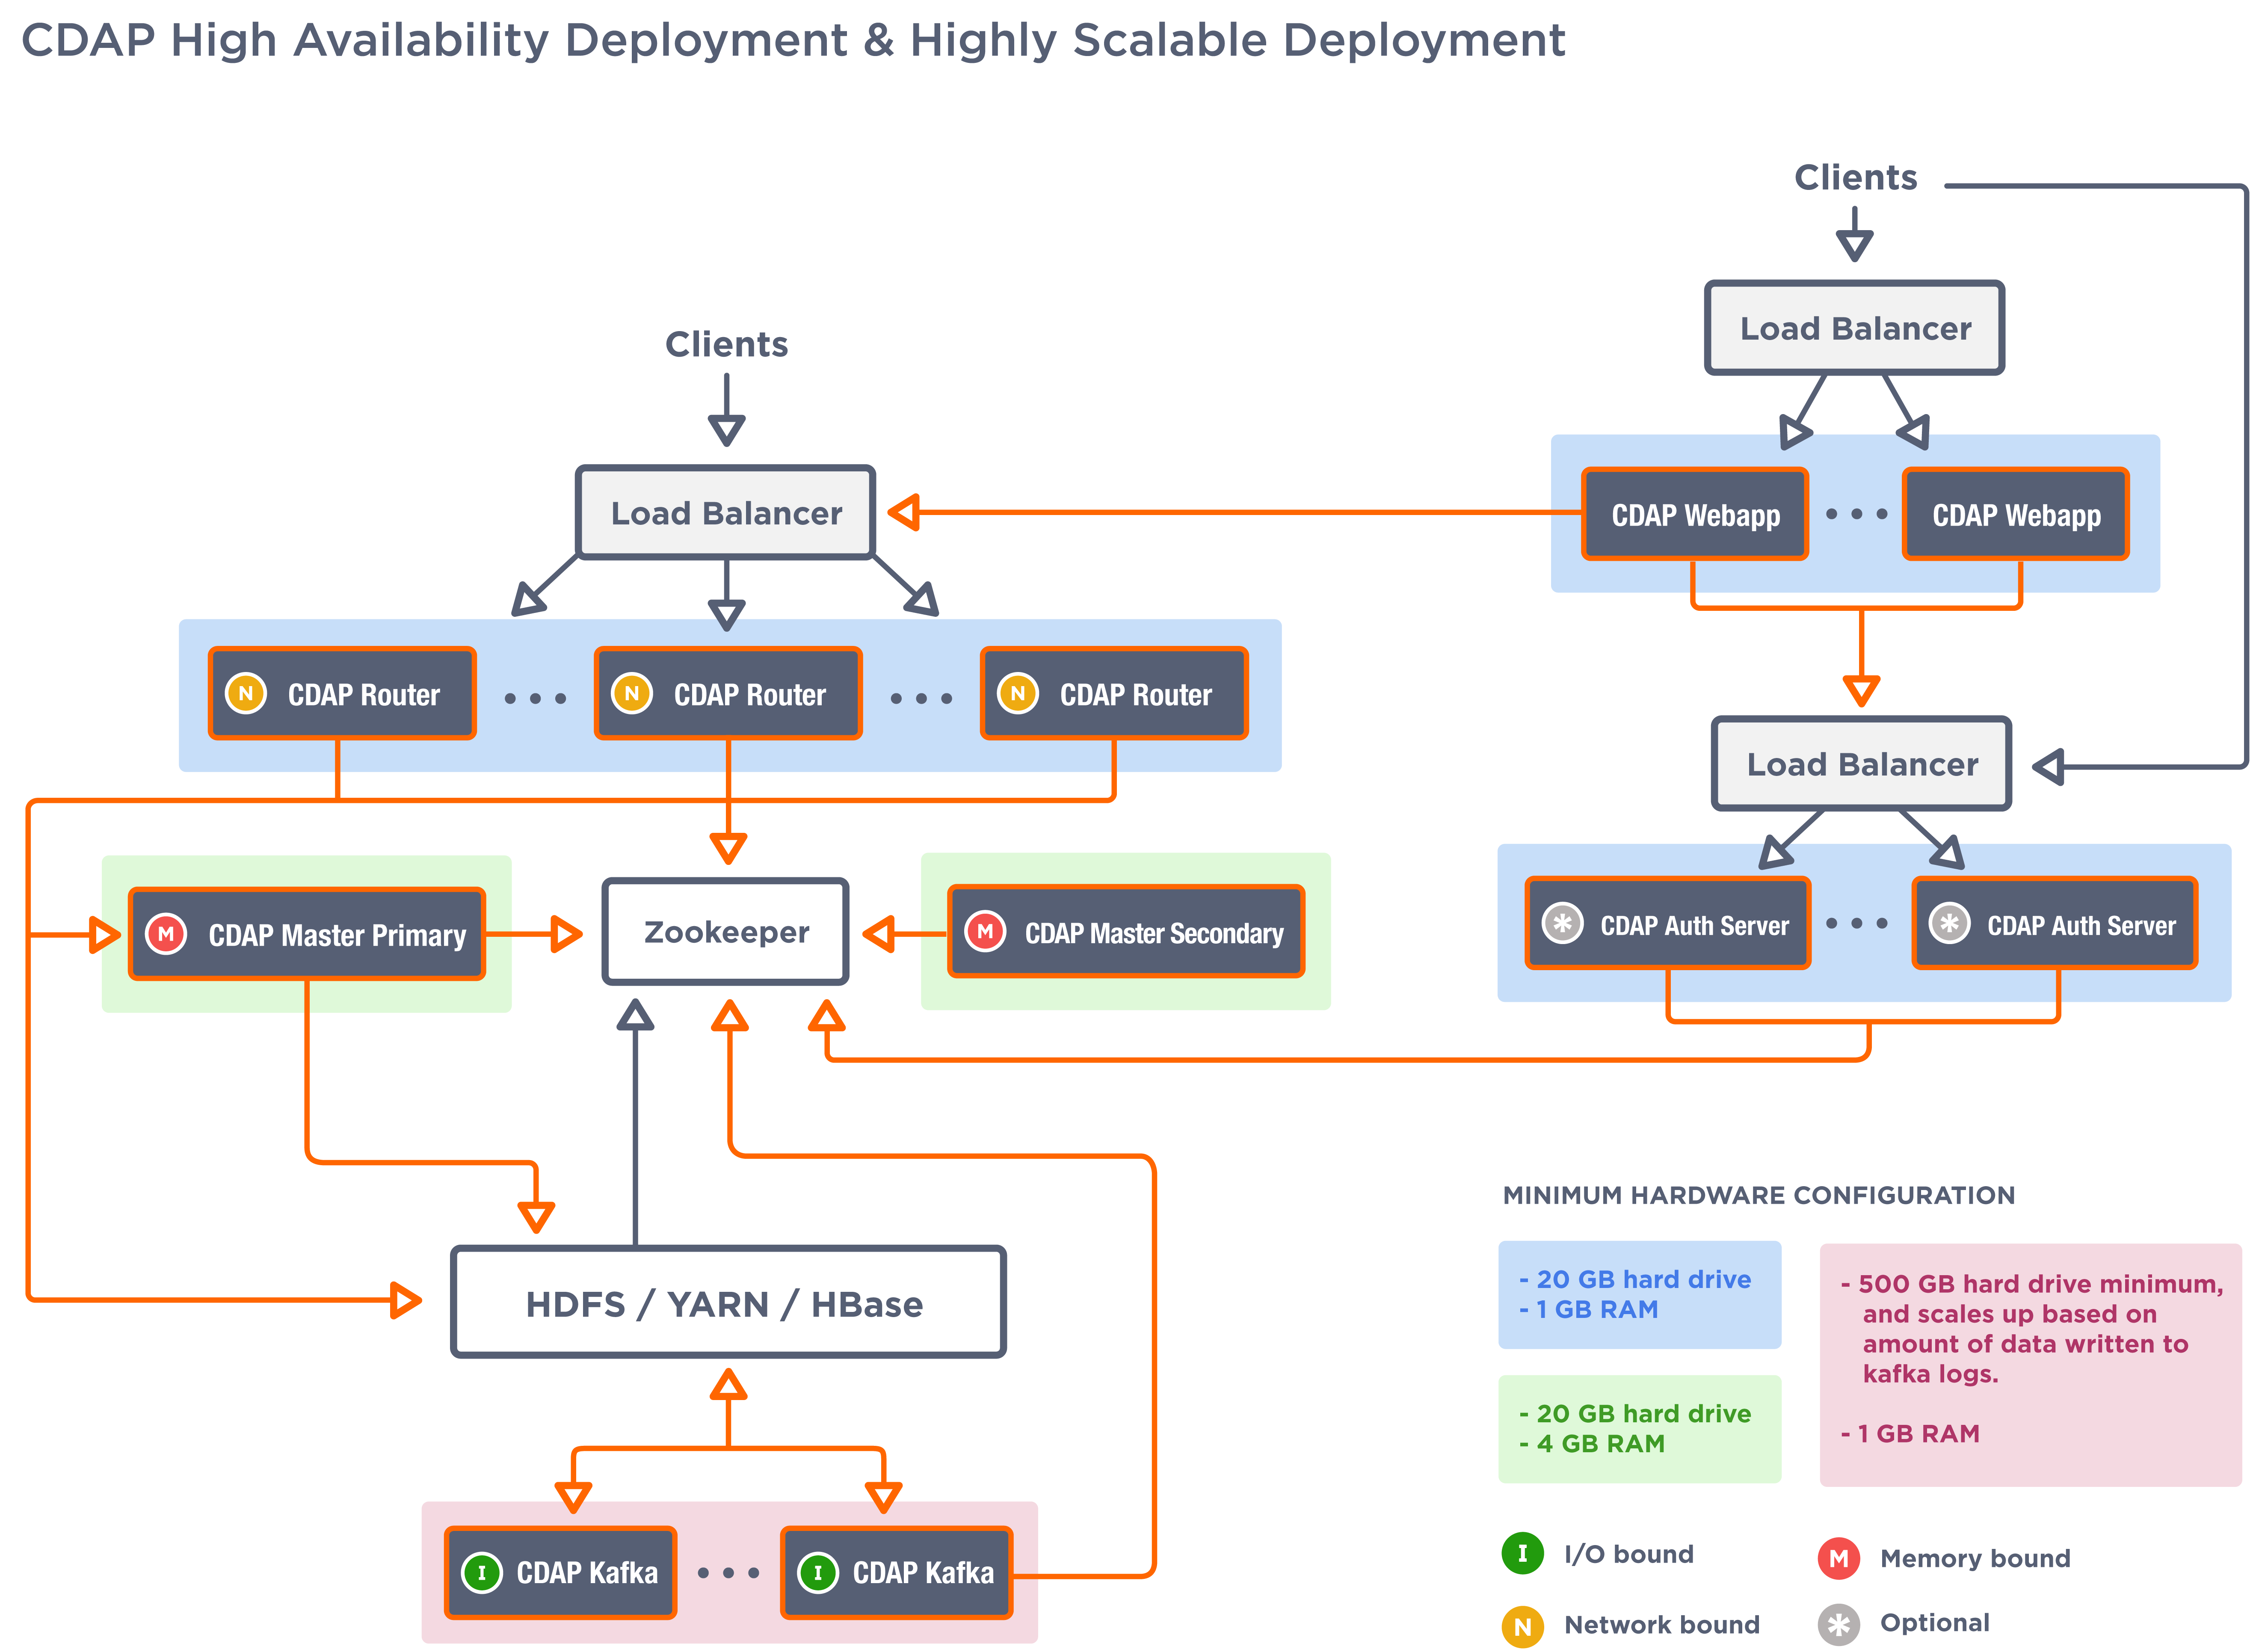 CDAP High Availability Deployment & Highly Scalable Deployment
Clients
Load Balancer
Clients
Load Balancer
CDAP Webapp
CDAP Webapp
N CDAP Router
N CDAP Router
N CDAP Router
Load Balancer
M CDAP Master Primary
Zookeeper
M CDAP Master Secondary
* CDAP Auth Server
* CDAP Auth Server
HDFS / YARN / HBase
I CDAP Kafka
I CDAP Kafka
MINIMUM HARDWARE CONFIGURATION
- 20 GB hard drive
- 1 GB RAM
- 20 GB hard drive
- 4 GB RAM
- 500 GB hard drive minimum,
and scales up based on
amount of data written to
kafka logs.
- 1 GB RAM
I I/O bound
M Memory bound
N Network bound
* Optional